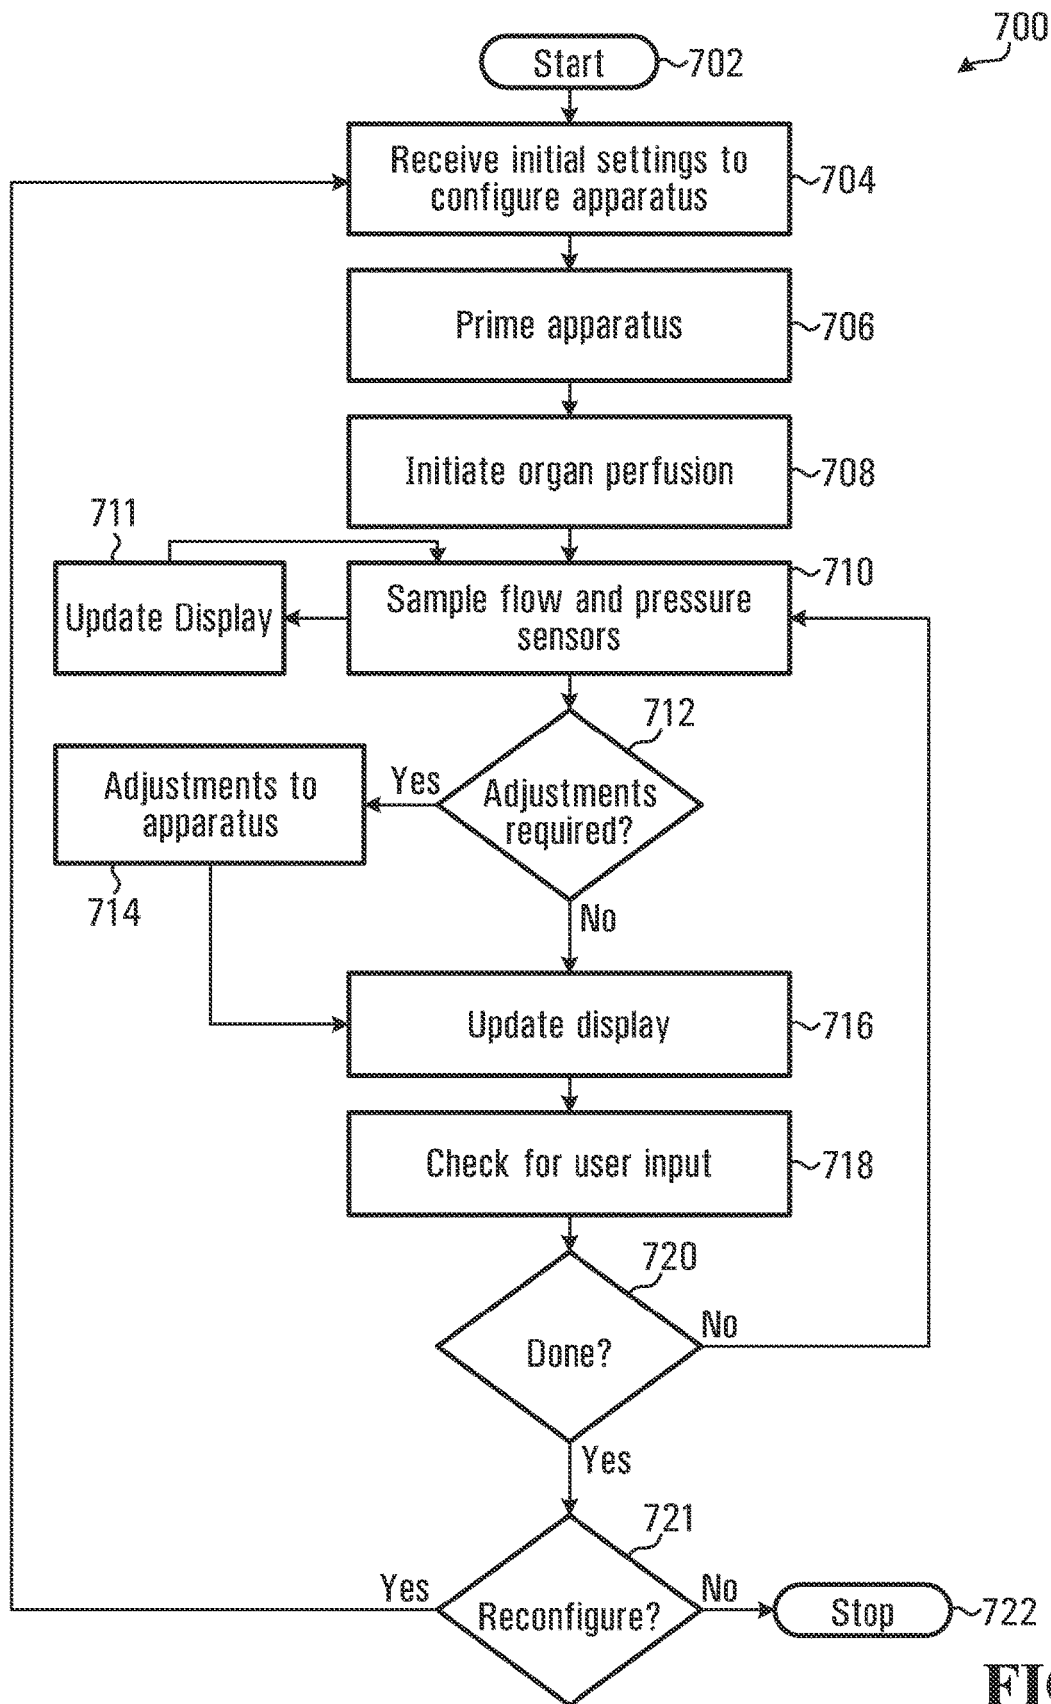 700
Start
702
Receive initial settings to
configure apparatus
704
Prime apparatus
706
Initiate organ perfusion
708
711
Update Display
Sample flow and pressure
sensors
710
712
Adjustments to
apparatus
Yes
Adjustments
required?
714
No
Update display
716
Check for user input
718
720
Done?
No
Yes
721
Yes
Reconfigure?
No
Stop
722